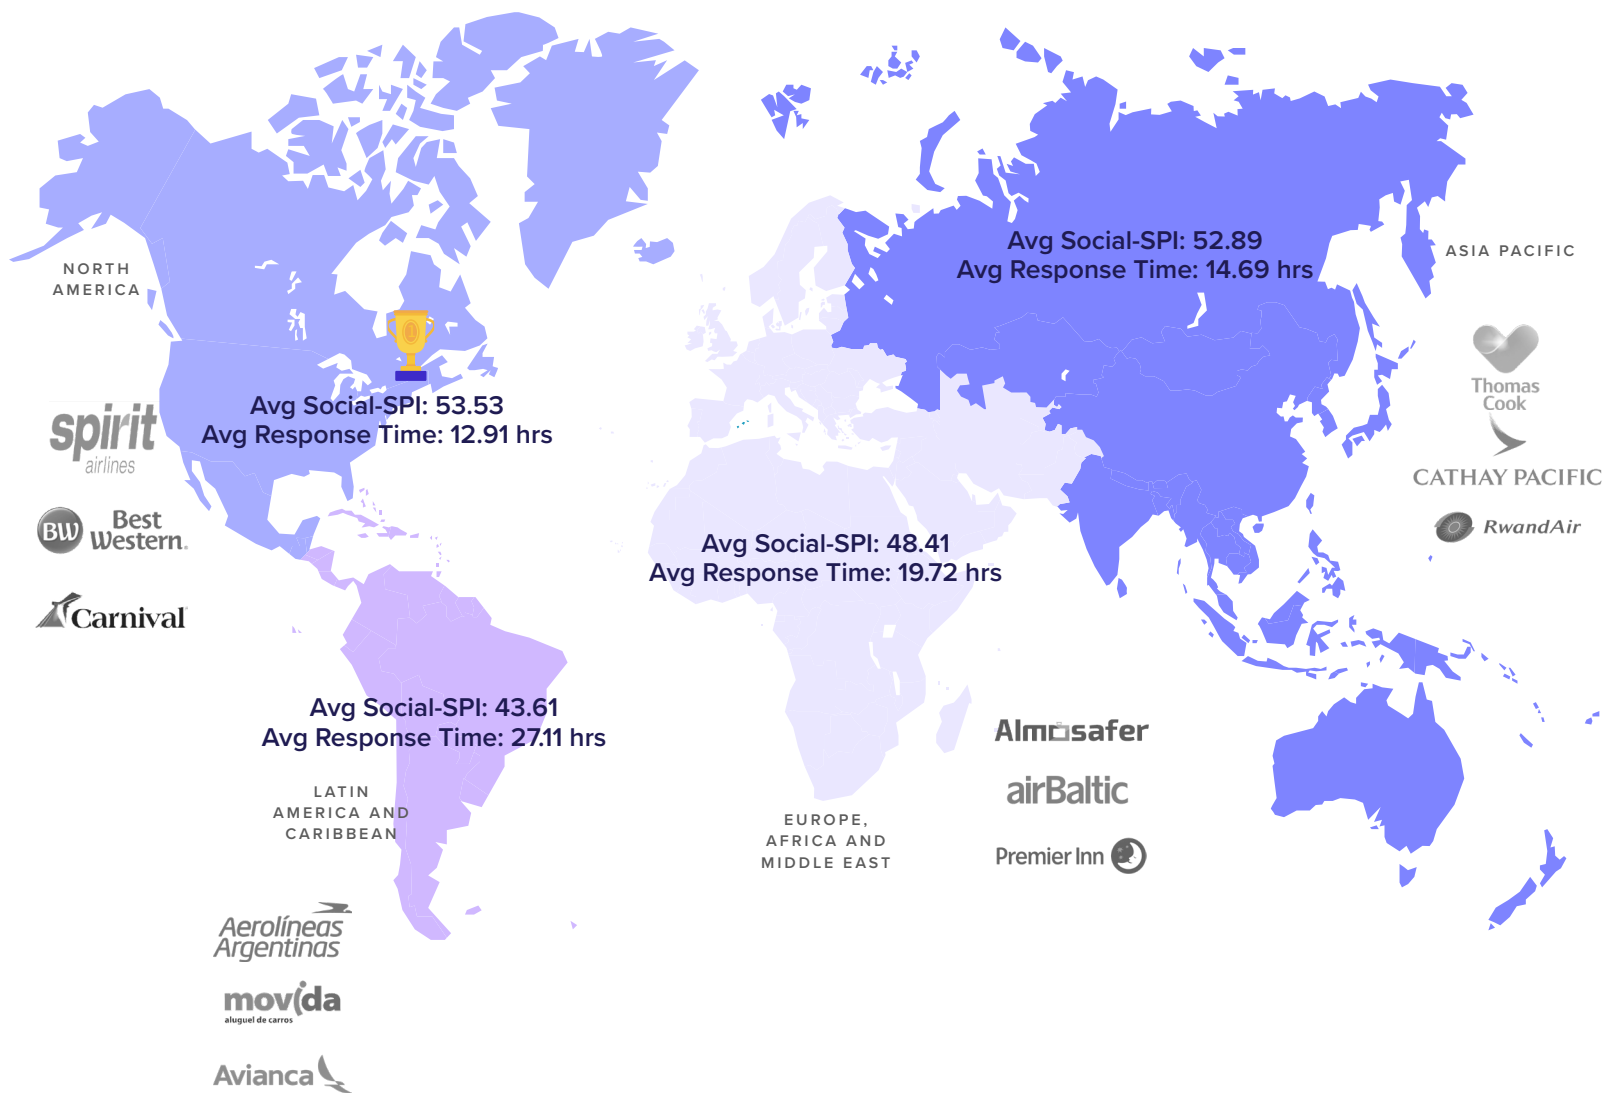 NORTH
AMERICA
Avg Social-SPI: 53.53
Avg Response Time: 12.91 hrs
spirit
airlines
BW Best
Western.
Carnival
Avg Social-SPI: 52.89
Avg Response Time: 14.69 hrs
ASIA PACIFIC
Thomas
Cook
CATHAY PACIFIC
RwandAir
Avg Social-SPI: 48.41
Avg Response Time: 19.72 hrs
EUROPE,
AFRICA AND
MIDDLE EAST
Almosafer
airBaltic
Premier Inn
Avg Social-SPI: 43.61
Avg Response Time: 27.11 hrs
LATIN
AMERICA AND
CARIBBEAN
Aerolíneas
Argentinas
movida
aluguel de carros
Avianca